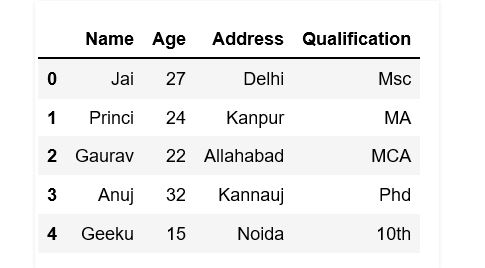 Name Age Address Qualification
0 Jai 27 Delhi Msc
1 Princi 24 Kanpur MA
2 Gaurav 22 Allahabad MCA
3 Anuj 32 Kannauj Phd
4 Geeku 15 Noida 10th